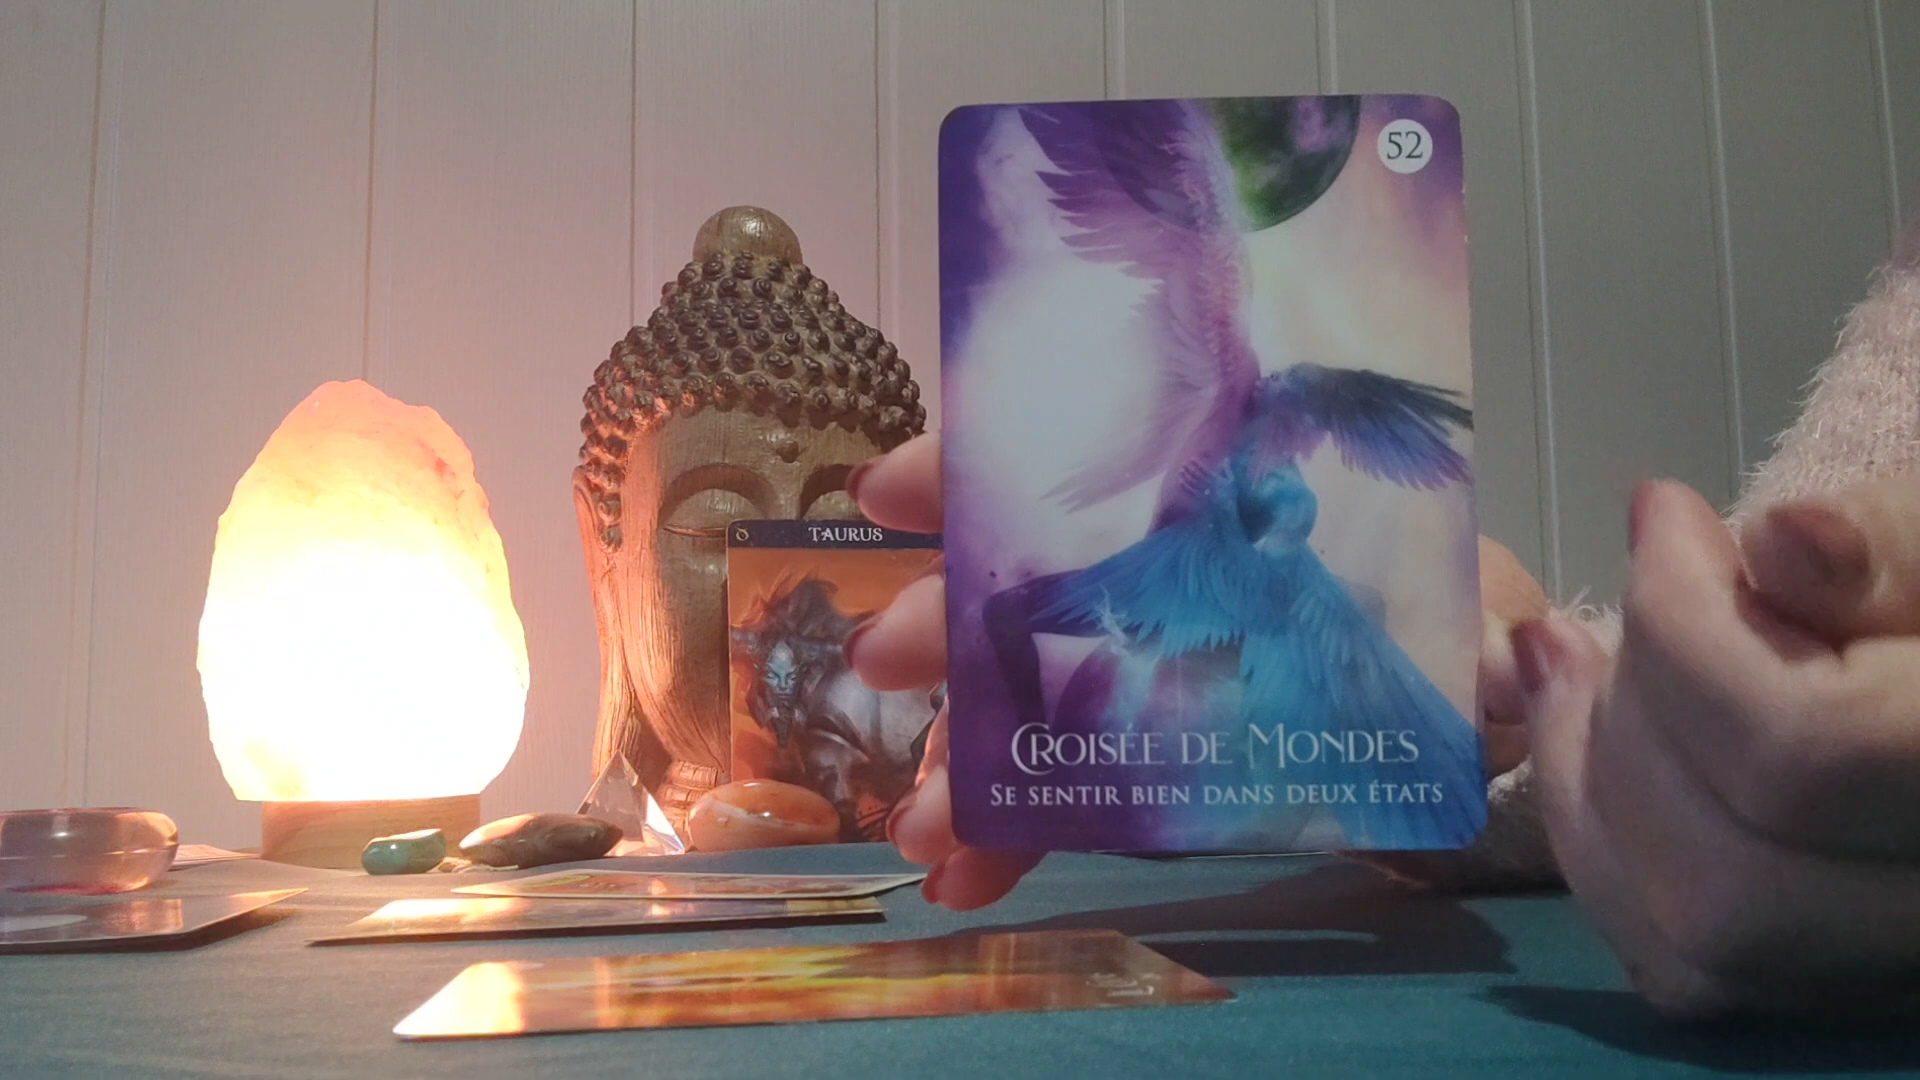 52
TAURUS
CROISÉE DE MONDES
SE SENTIR BIEN DANS DEUX ÉTATS